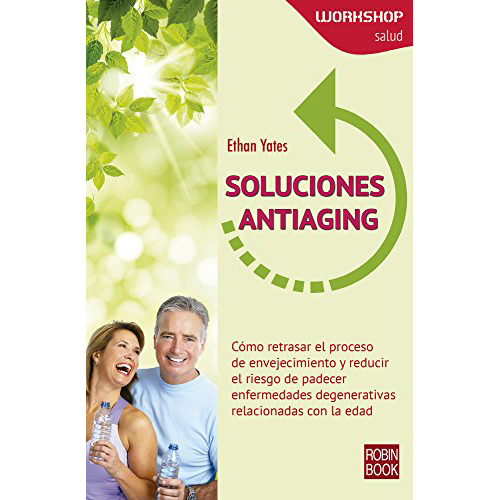 WORKSHOP
salud
Ethan Yates
SOLUCIONES
ANTIAGING
Cómo retrasar el proceso
de envejecimiento y reducir
el riesgo de padecer
enfermedades degenerativas
relacionadas con la edad
ROBIN
BOOK